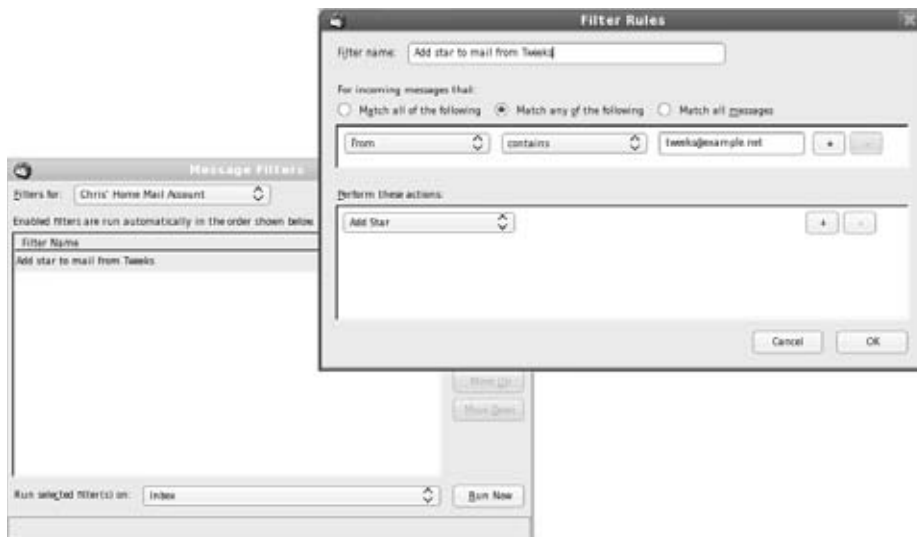 Filter Rules
Filter name: Add star to mail from Tweeks
For incoming messages that:
Match all of the following Match any of the following Match all messages
From contains tweeks@example.net + -
Perform these actions:
Add Star + -
Cancel OK
Message Filters
Filters for: Chris' Home Mail Account
Enabled filters are run automatically in the order shown below.
Filter Name
Add star to mail from Tweeks
Move Up
Move Down
Run selected filter(s) on: Inbox Run Now